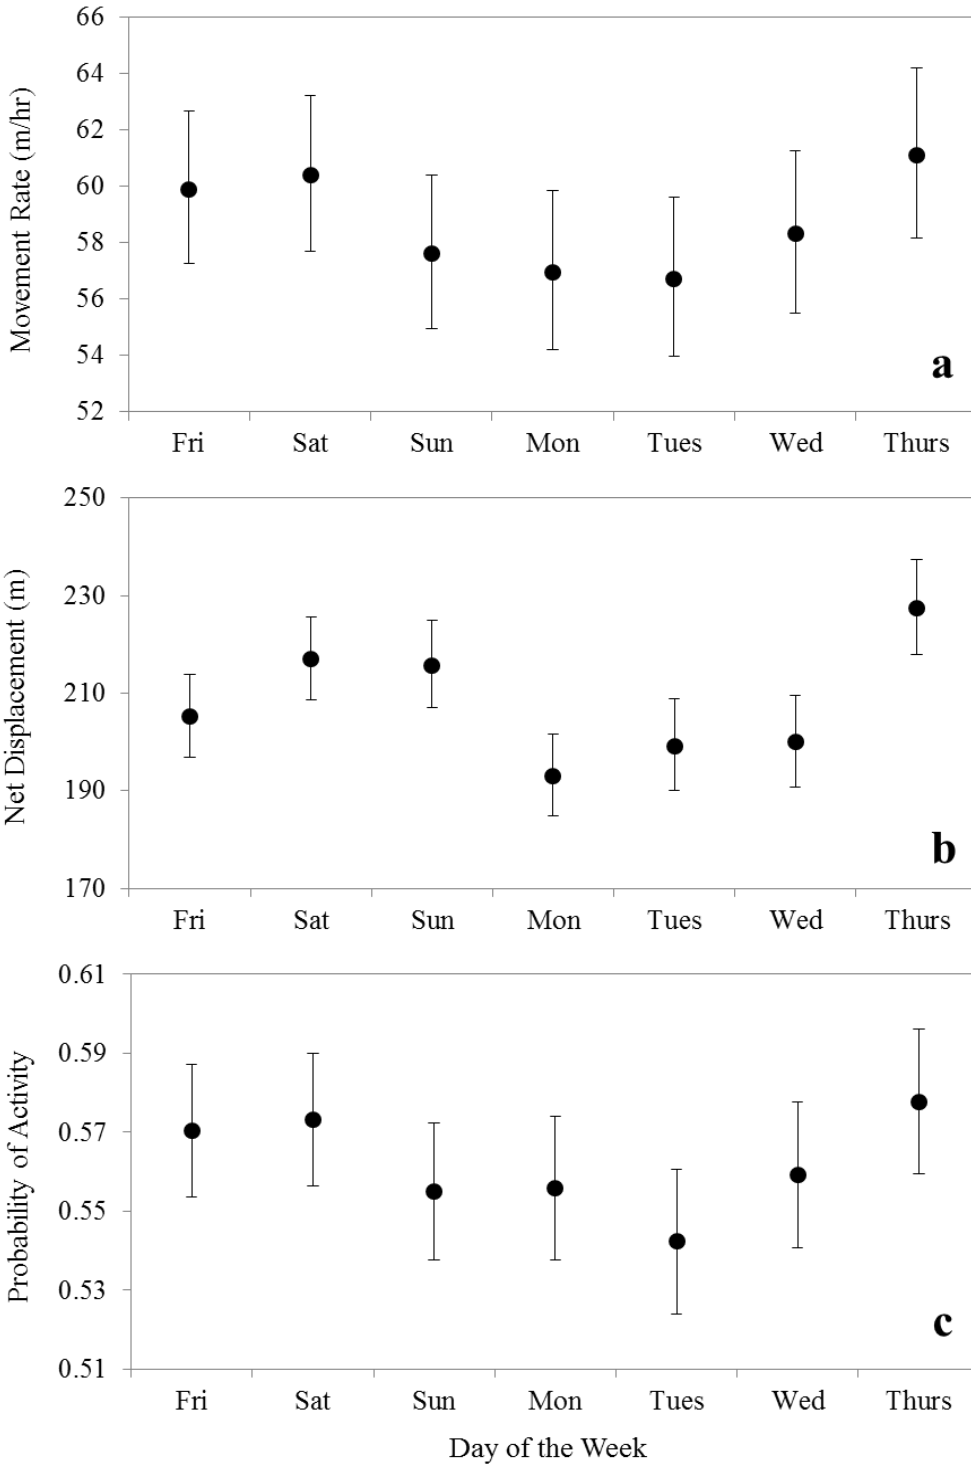 66
64
62
60
58
56
54
52
Movement Rate (m/hr)
a
Fri Sat Sun Mon Tues Wed Thurs
250
230
210
190
170
Net Displacement (m)
b
Fri Sat Sun Mon Tues Wed Thurs
0.61
0.59
0.57
0.55
0.53
0.51
Probability of Activity
c
Fri Sat Sun Mon Tues Wed Thurs
Day of the Week